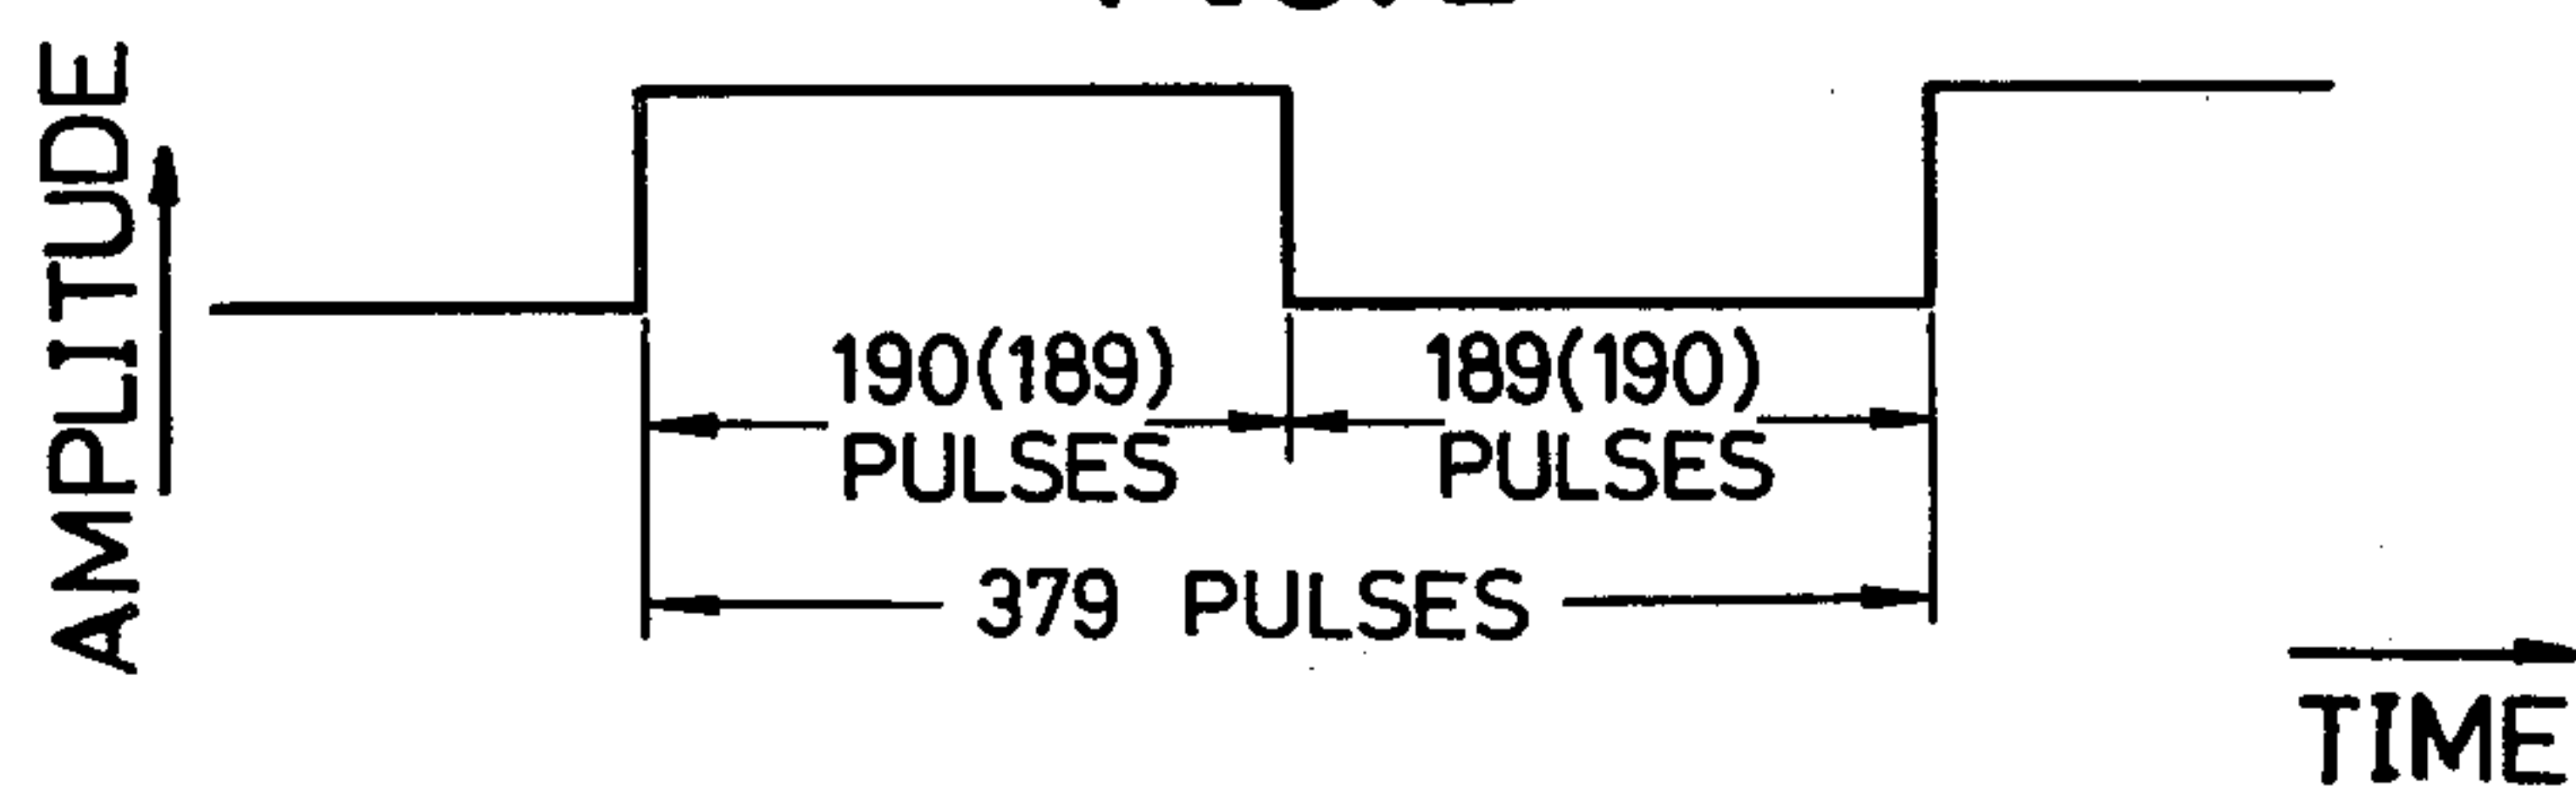 AMPLITUDE
190(189)
PULSES
189(190)
PULSES
379 PULSES
TIME